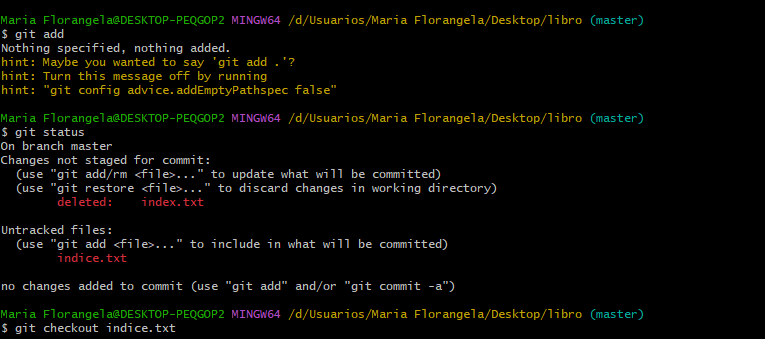 Maria Florangela@DESKTOP-PEQGOP2 MINGW64 /d/Usuarios/Maria Florangela/Desktop/libro (master)
$ git add
Nothing specified, nothing added.
hint: Maybe you wanted to say 'git add .'?
hint: Turn this message off by running
hint: "git config advice.addEmptyPathspec false"
Maria Florangela@DESKTOP-PEQGOP2 MINGW64 /d/Usuarios/Maria Florangela/Desktop/libro (master)
$ git status
On branch master
Changes not staged for commit:
  (use "git add/rm <file>..." to update what will be committed)
  (use "git restore <file>..." to discard changes in working directory)
        deleted:    index.txt
Untracked files:
  (use "git add <file>..." to include in what will be committed)
        indice.txt
no changes added to commit (use "git add" and/or "git commit -a")
Maria Florangela@DESKTOP-PEQGOP2 MINGW64 /d/Usuarios/Maria Florangela/Desktop/libro (master)
$ git checkout indice.txt